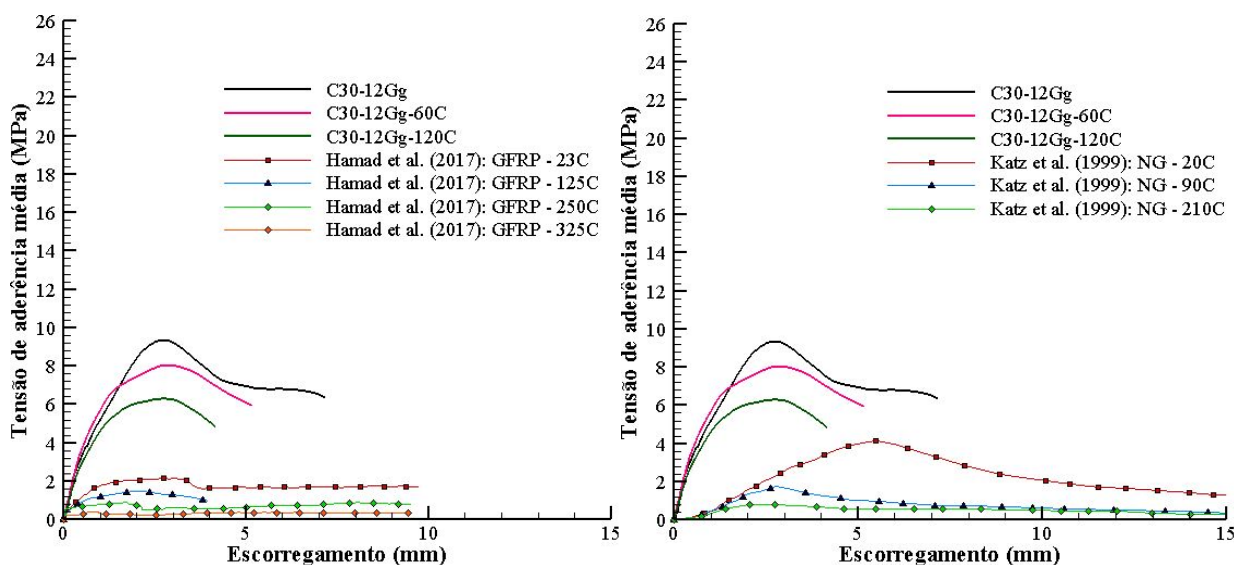 Tensão de aderência média (MPa)
26
24
22
20
18
16
14
12
10
8
6
4
2
0
C30-12Gg
C30-12Gg-60C
C30-12Gg-120C
Hamad et al. (2017): GFRP - 23C
Hamad et al. (2017): GFRP - 125C
Hamad et al. (2017): GFRP - 250C
Hamad et al. (2017): GFRP - 325C
0 5 10 15
Escorregamento (mm)
Tensão de aderência média (MPa)
26
24
22
20
18
16
14
12
10
8
6
4
2
0
C30-12Gg
C30-12Gg-60C
C30-12Gg-120C
Katz et al. (1999): NG - 20C
Katz et al. (1999): NG - 90C
Katz et al. (1999): NG - 210C
0 5 10 15
Escorregamento (mm)